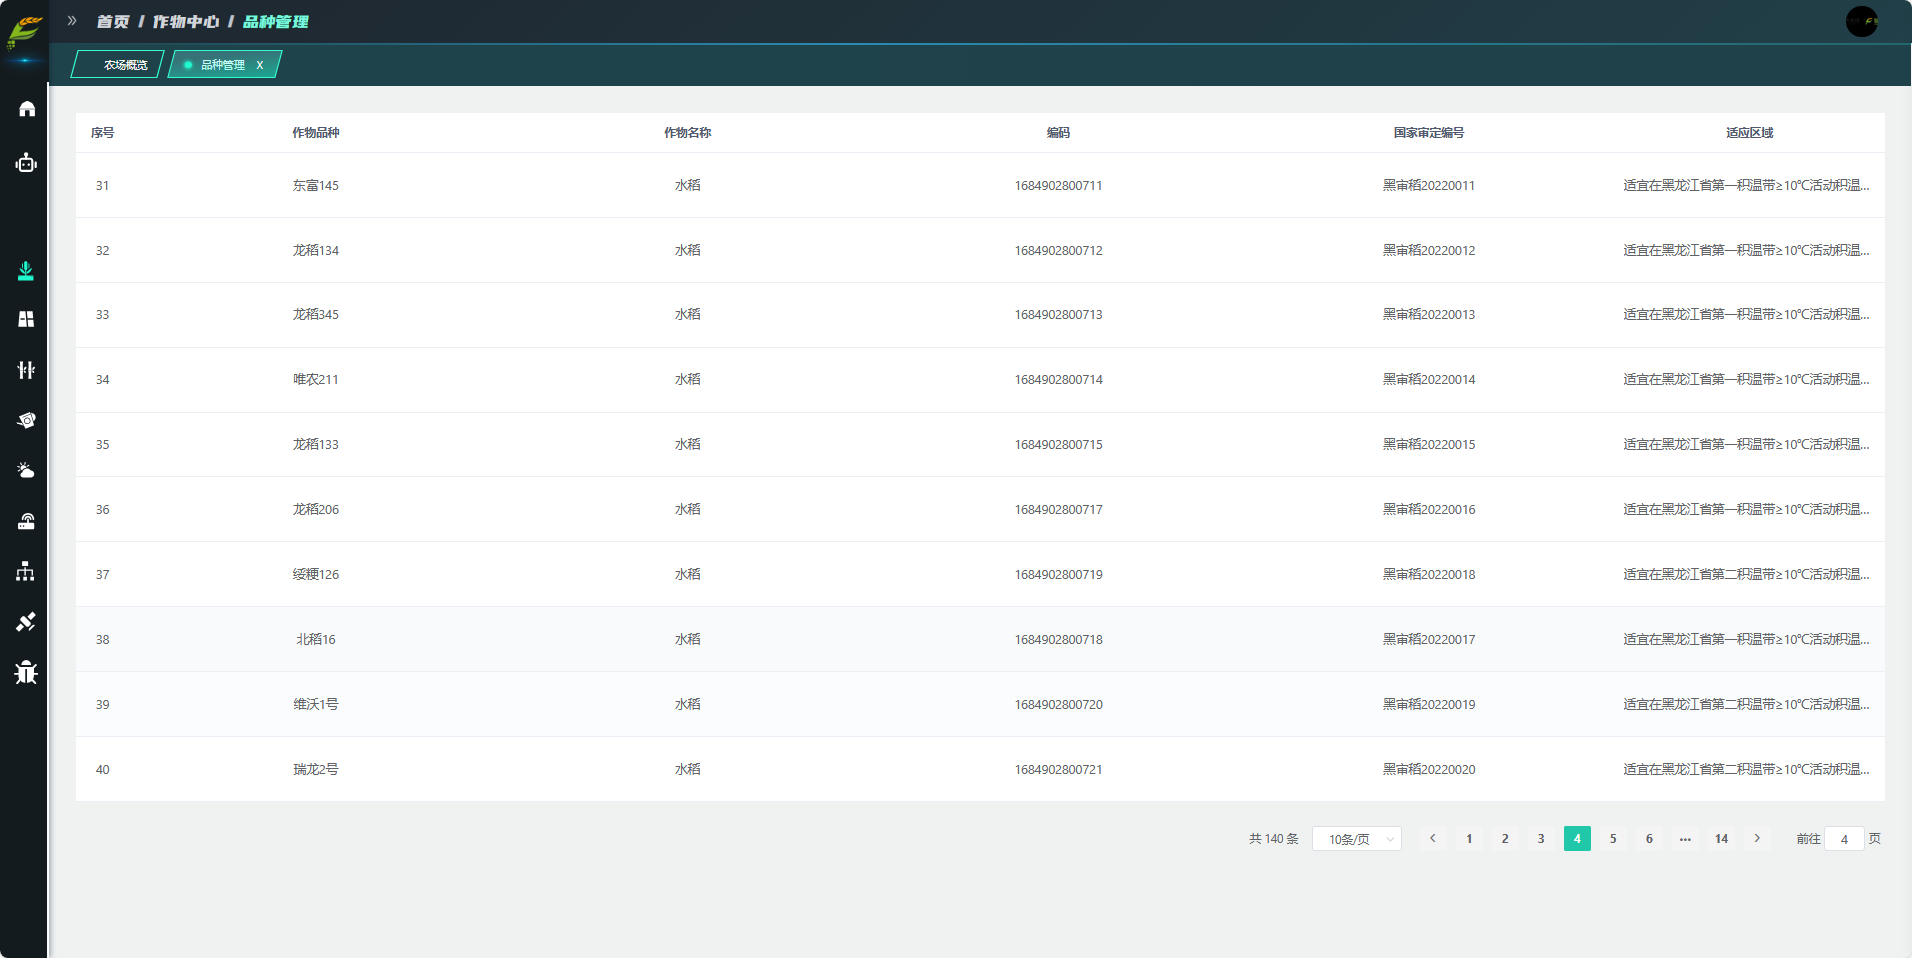 首页 / 作物中心 / 品种管理
农场概览 品种管理 X
序号 作物品种 作物名称 编码 国家审定编号 适应区域
31 东富145 水稻 1684902800711 黑审稻20220011 适宜在黑龙江省第一积温带≥10℃活动积温...
32 龙稻134 水稻 1684902800712 黑审稻20220012 适宜在黑龙江省第一积温带≥10℃活动积温...
33 龙稻345 水稻 1684902800713 黑审稻20220013 适宜在黑龙江省第一积温带≥10℃活动积温...
34 唯农211 水稻 1684902800714 黑审稻20220014 适宜在黑龙江省第一积温带≥10℃活动积温...
35 龙稻133 水稻 1684902800715 黑审稻20220015 适宜在黑龙江省第一积温带≥10℃活动积温...
36 龙稻206 水稻 1684902800717 黑审稻20220016 适宜在黑龙江省第一积温带≥10℃活动积温...
37 绥粳126 水稻 1684902800719 黑审稻20220018 适宜在黑龙江省第二积温带≥10℃活动积温...
38 北稻16 水稻 1684902800718 黑审稻20220017 适宜在黑龙江省第一积温带≥10℃活动积温...
39 维沃1号 水稻 1684902800720 黑审稻20220019 适宜在黑龙江省第二积温带≥10℃活动积温...
40 瑞龙2号 水稻 1684902800721 黑审稻20220020 适宜在黑龙江省第二积温带≥10℃活动积温...
共 140 条 10条/页 1 2 3 4 5 6 ... 14 前往 4 页